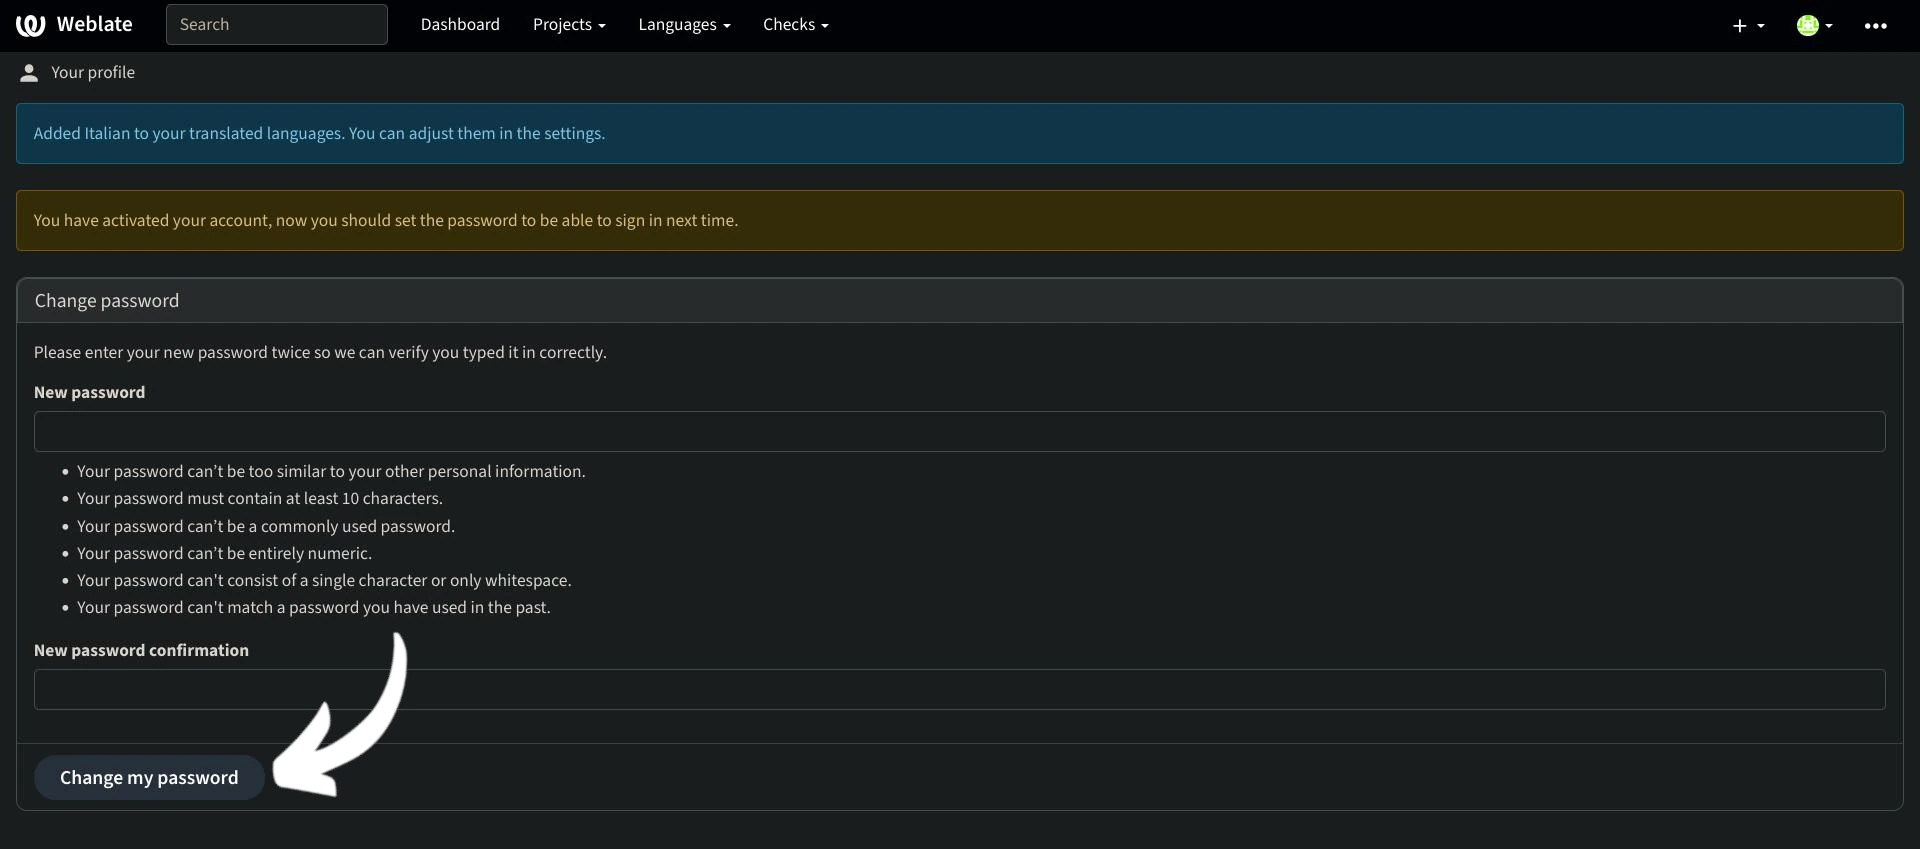 Weblate
Search
Dashboard
Projects
Languages
Checks
Your profile
Added Italian to your translated languages. You can adjust them in the settings.
You have activated your account, now you should set the password to be able to sign in next time.
Change password
Please enter your new password twice so we can verify you typed it in correctly.
New password
• Your password can’t be too similar to your other personal information.
• Your password must contain at least 10 characters.
• Your password can’t be a commonly used password.
• Your password can’t be entirely numeric.
• Your password can't consist of a single character or only whitespace.
• Your password can't match a password you have used in the past.
New password confirmation
Change my password